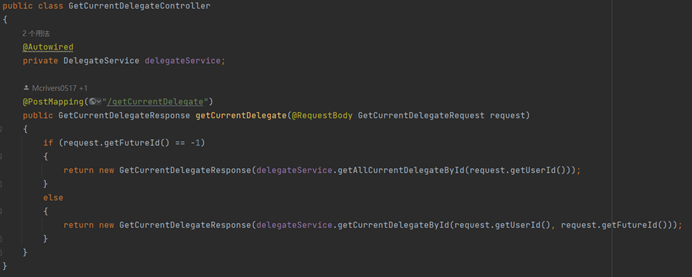 public class GetCurrentDelegateController
{
2 个用法
@Autowired
private DelegateService delegateService;
Mcrivers0517 +1
@PostMapping("/getCurrentDelegate")
public GetCurrentDelegateResponse getCurrentDelegate(@RequestBody GetCurrentDelegateRequest request)
{
if (request.getFutureId() == -1)
{
return new GetCurrentDelegateResponse(delegateService.getAllCurrentDelegateById(request.getUserId()));
}
else
{
return new GetCurrentDelegateResponse(delegateService.getCurrentDelegateById(request.getUserId(), request.getFutureId()));
}
}
}